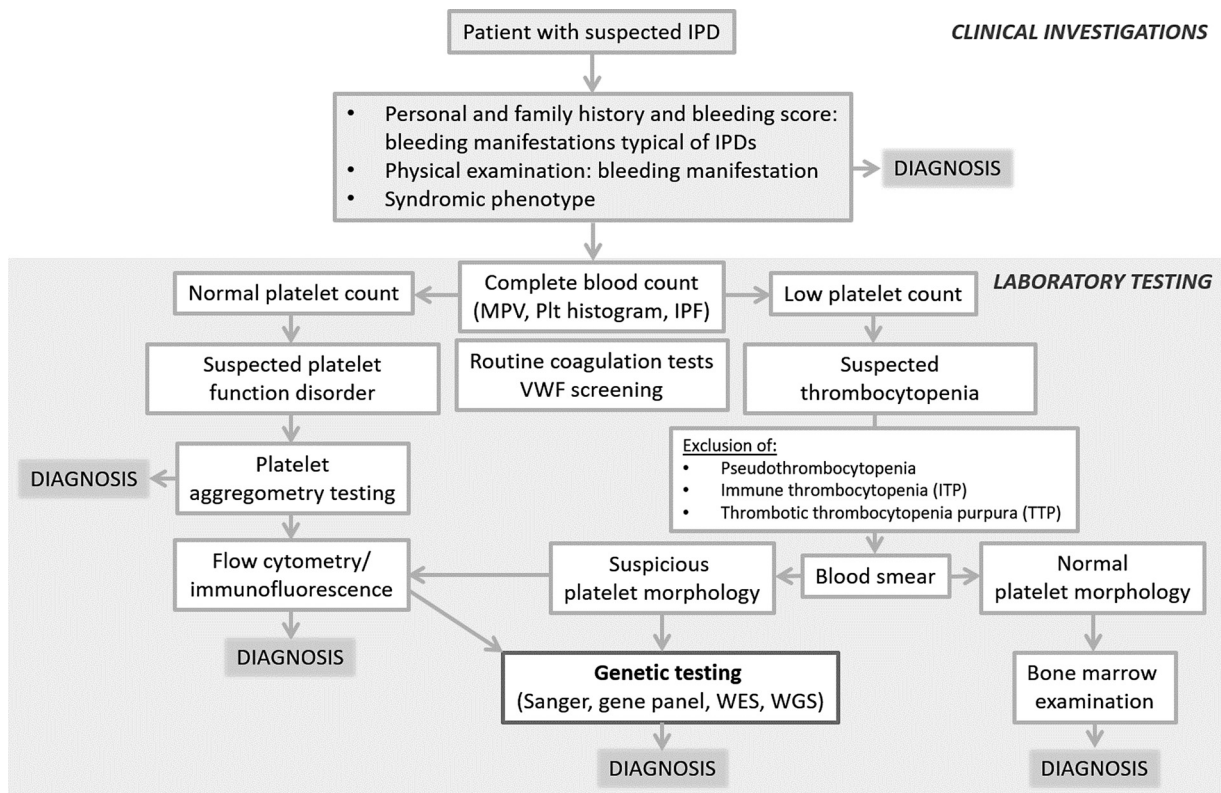 Patient with suspected IPD
CLINICAL INVESTIGATIONS
• Personal and family history and bleeding score:
bleeding manifestations typical of IPDs
• Physical examination: bleeding manifestation
• Syndromic phenotype
DIAGNOSIS
LABORATORY TESTING
Complete blood count
(MPV, Plt histogram, IPF)
Normal platelet count
Low platelet count
Routine coagulation tests
VWF screening
Suspected platelet
function disorder
Suspected
thrombocytopenia
Exclusion of:
• Pseudothrombocytopenia
• Immune thrombocytopenia (ITP)
• Thrombotic thrombocytopenia purpura (TTP)
Platelet
aggregometry testing
DIAGNOSIS
Flow cytometry/
immunofluorescence
Suspicious
platelet morphology
Blood smear
Normal
platelet morphology
DIAGNOSIS
Genetic testing
(Sanger, gene panel, WES, WGS)
Bone marrow
examination
DIAGNOSIS
DIAGNOSIS